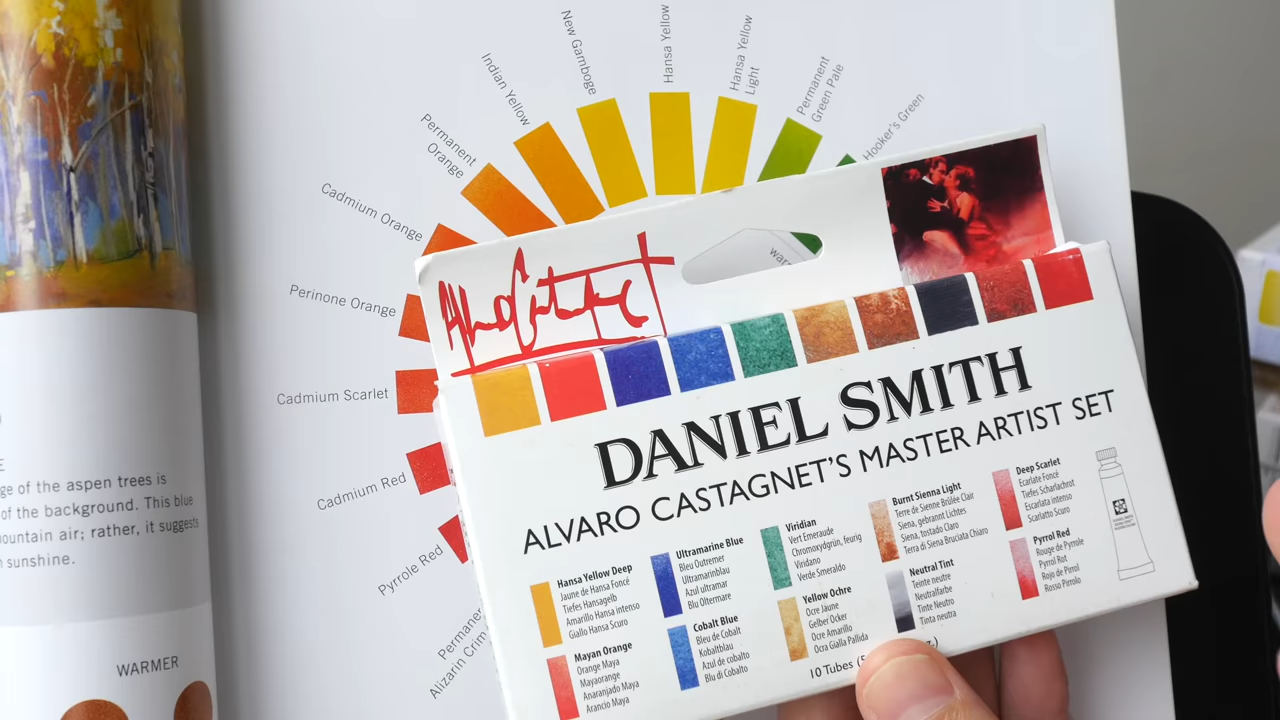 New Gamboge
Hansa Yellow
Hansa Yellow
Light
Permanent
Green Pale
Hooker's Green
Indian Yellow
Permanent
Orange
Cadmium Orange
Perinone Orange
Cadmium Scarlet
Cadmium Red
Pyrrole Red
Alizarin Crim
ge of the aspen trees is
of the background. This blue
ountain air; rather, it suggests
sunshine.
WARMER
DANIEL SMITH
ALVARO CASTAGNET'S MASTER ARTIST SET
Hansa Yellow Deep
Jaune de Hansa Foncé
Tiefes Hansagelb
Amarillo Hansa intenso
Giallo Hansa Scuro
Mayan Orange
Orange Maya
Mayaorange
Anaranjado Maya
Arancio Maya
Ultramarine Blue
Bleu Outremer
Ultramarinblau
Azul ultramar
Blu Oltermare
Cobalt Blue
Bleu de Cobalt
Kobaltblau
Azul de cobalto
Blu di Cobalto
Viridian
Vert Emeraude
Chromoxydgrün, feurig
Viridano
Verde Smeraldo
Yellow Ochre
Ocre Jaune
Gelber Ocker
Ocre Amarillo
Ocra Gialla Pallida
Burnt Sienna Light
Terre de Sienne Brûlée Clair
Siena, gebrannt Lichtes
Siena, tostado Claro
Terra di Siena Bruciata Chiaro
Neutral Tint
Teinte neutre
Neutralfarbe
Tinte Neutro
Tinta neutra
Deep Scarlet
Ecarlate Foncé
Tiefes Scharlachrot
Escarlata intenso
Scarlatto Scuro
Pyrrol Red
Rouge de Pyrrole
Pyrrol Rot
Rojo de Pirrol
Rosso Pirrolo
10 Tubes